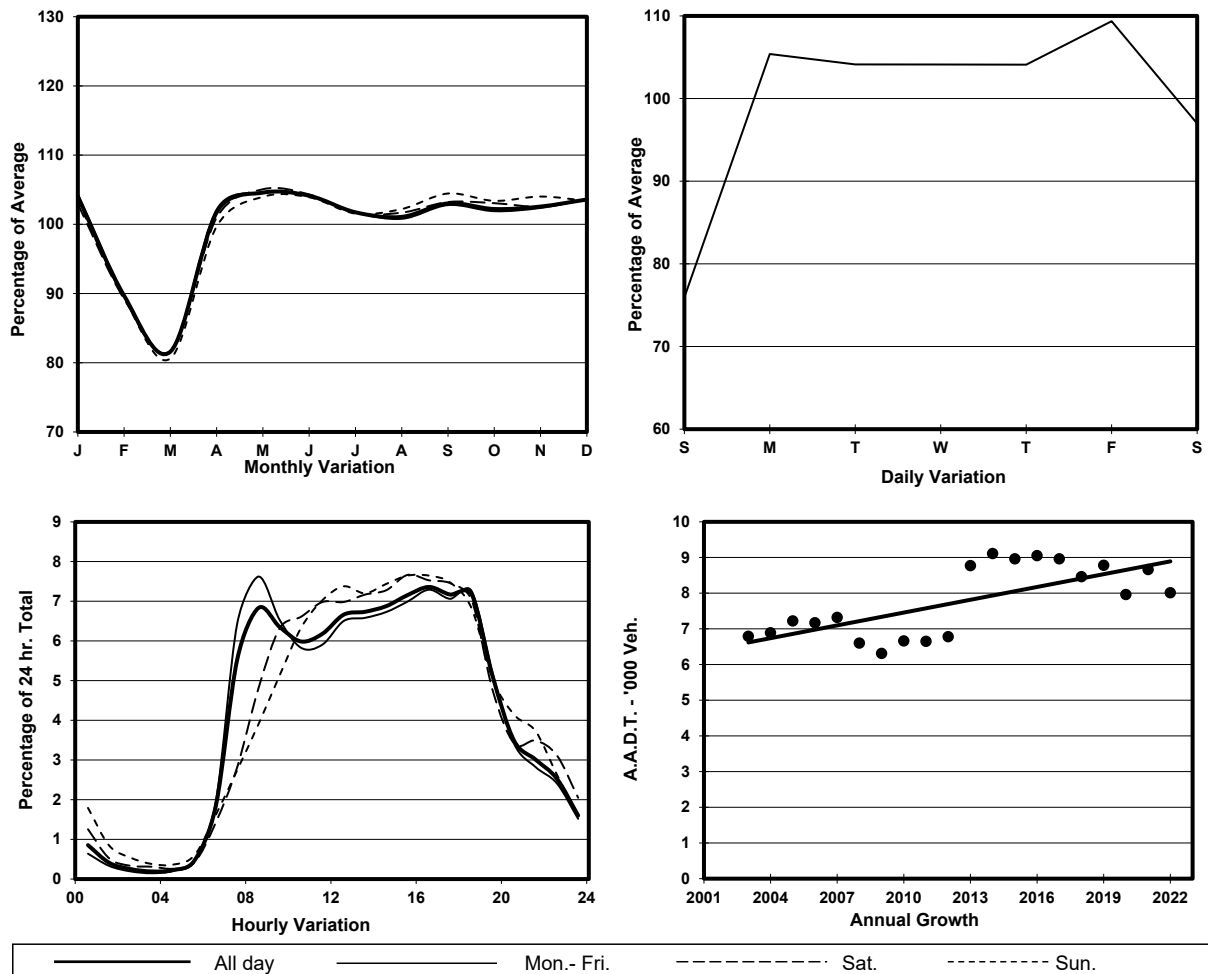 130
120
110
100
90
80
70
Percentage of Average
J F M A M J J A S O N D
Monthly Variation
110
100
90
80
70
60
Percentage of Average
S M T W T F S
Daily Variation
9
8
7
6
5
4
3
2
1
0
Percentage of 24 hr. Total
00 04 08 12 16 20 24
Hourly Variation
10
9
8
7
6
5
4
3
2
1
0
A.A.D.T. - '000 Veh.
2001 2004 2007 2010 2013 2016 2019 2022
Annual Growth
All day Mon.- Fri. Sat. Sun.